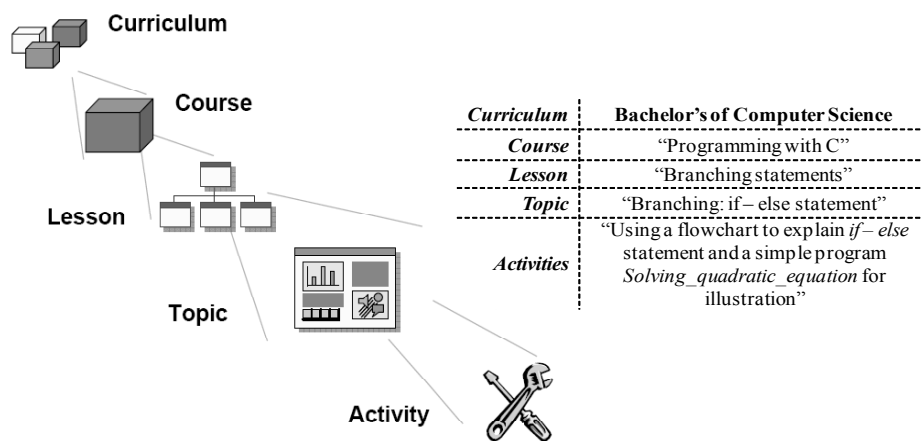 Curriculum
Course
Lesson
Topic
Activity
Curriculum Bachelor's of Computer Science
Course “Programming with C”
Lesson “Branching statements”
Topic “Branching: if – else statement”
Activities “Using a flowchart to explain if – else
statement and a simple program
Solving_quadratic_equation for
illustration”